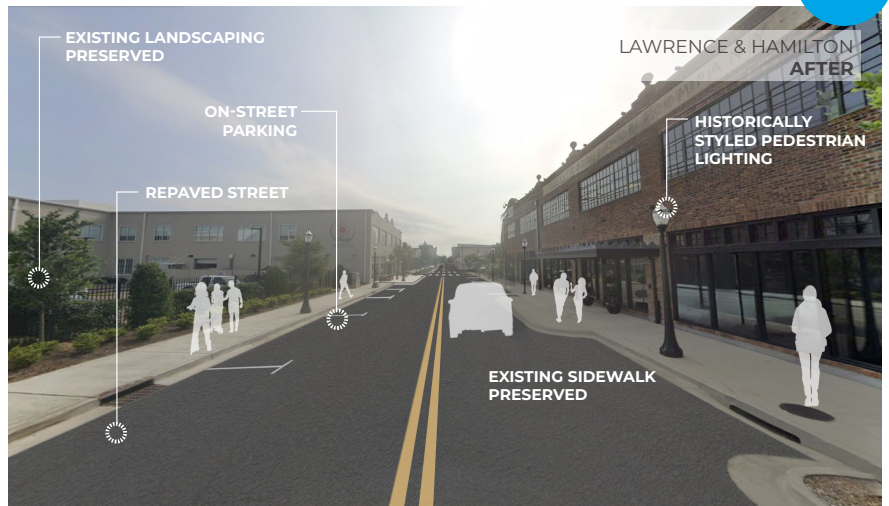 EXISTING LANDSCAPING
PRESERVED
LAWRENCE & HAMILTON
AFTER
ON-STREET
PARKING
HISTORICALLY
STYLED PEDESTRIAN
LIGHTING
REPAVED STREET
EXISTING SIDEWALK
PRESERVED